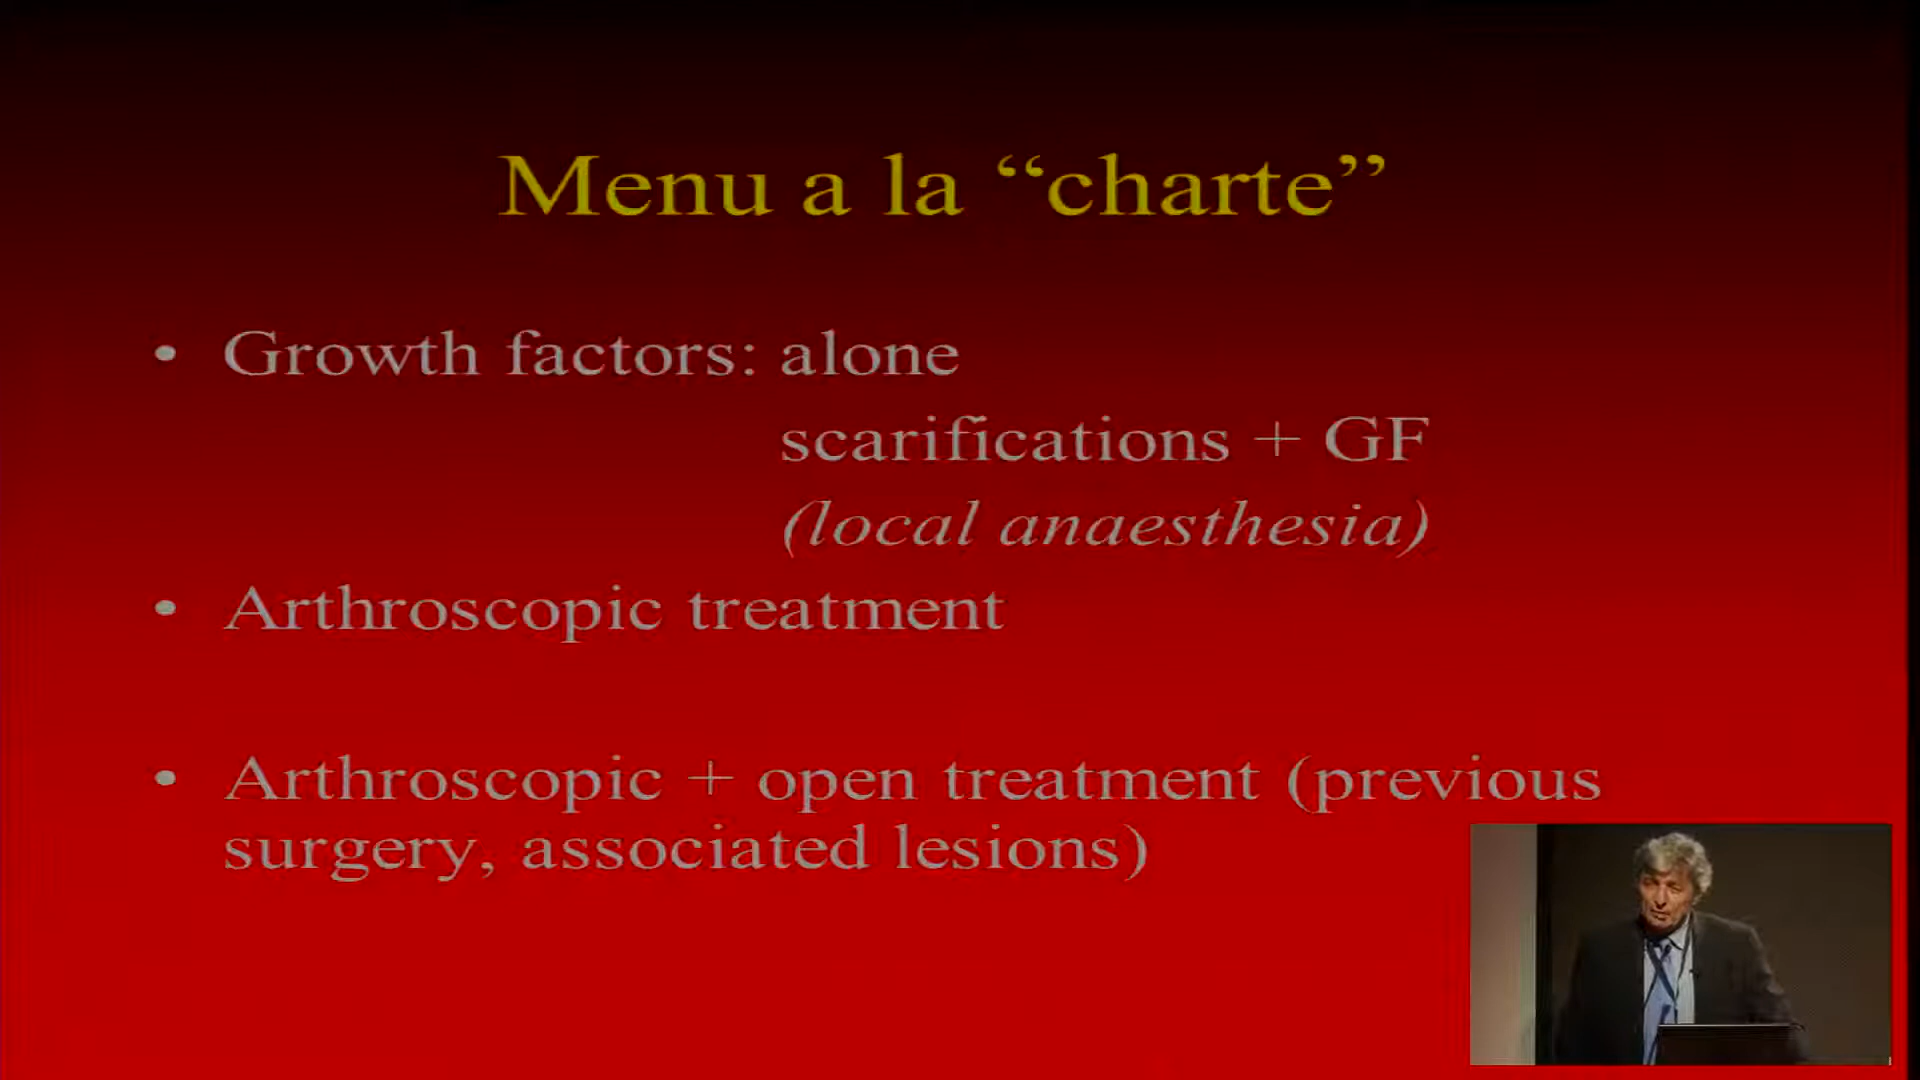 Menu a la “charte”
• Growth factors: alone
scarifications + GF
(local anaesthesia)
• Arthroscopic treatment
• Arthroscopic + open treatment (previous
surgery, associated lesions)